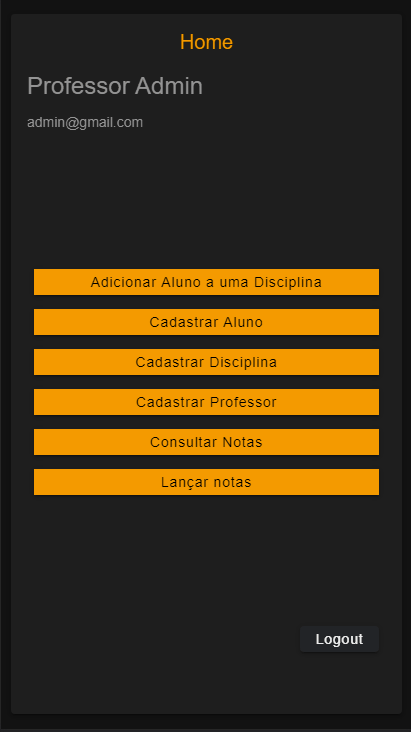 Home
Professor Admin
admin@gmail.com
Adicionar Aluno a uma Disciplina
Cadastrar Aluno
Cadastrar Disciplina
Cadastrar Professor
Consultar Notas
Lançar notas
Logout